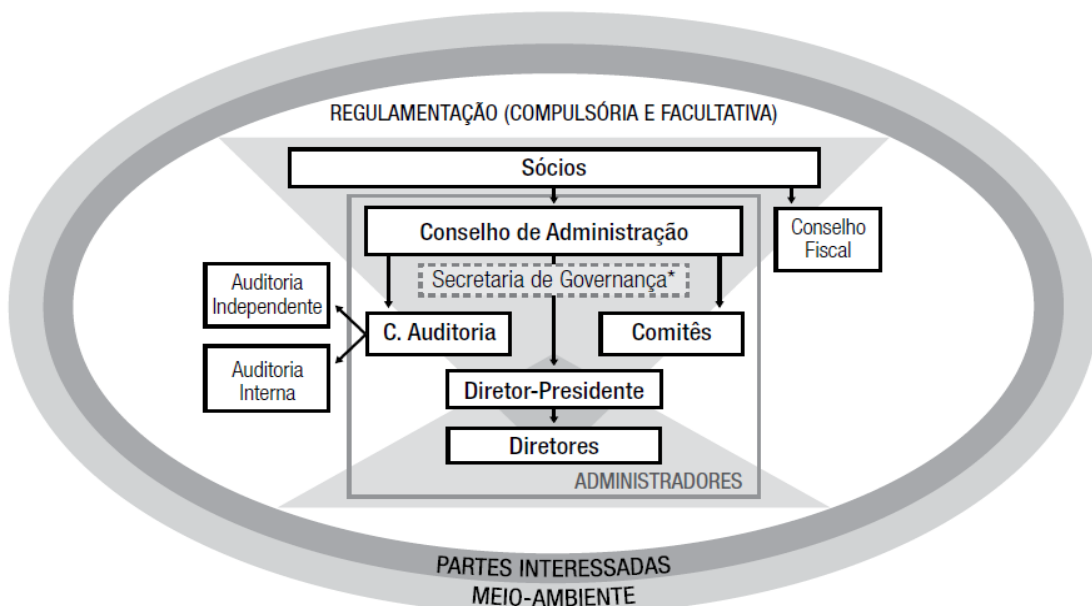 REGULAMENTAÇÃO (COMPULSÓRIA E FACULTATIVA)
Sócios
Conselho de Administração
Conselho
Fiscal
Secretaria de Governança*
Auditoria
Independente
C. Auditoria
Comitês
Auditoria
Interna
Diretor-Presidente
Diretores
ADMINISTRADORES
PARTES INTERESSADAS
MEIO-AMBIENTE